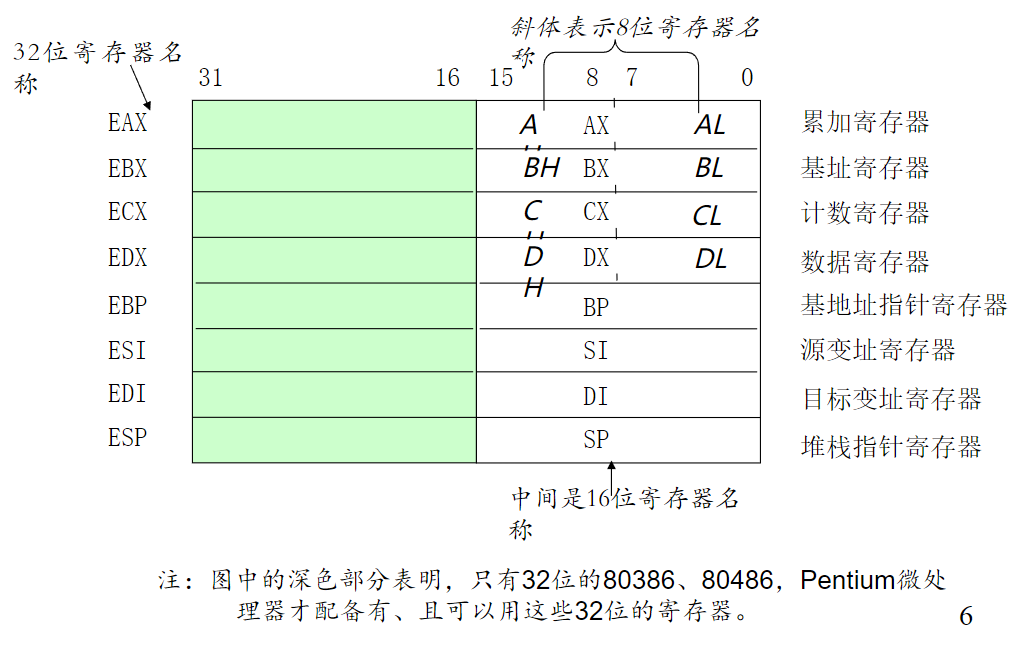 斜体表示8位寄存器名
称
32位寄存器名
称
31 16 15 8 7 0
EAX A AX AL 累加寄存器
EBX BH BX BL 基址寄存器
ECX C CX CL 计数寄存器
EDX D DX DL 数据寄存器
H
EBP BP 基地址指针寄存器
ESI SI 源变址寄存器
EDI DI 目标变址寄存器
ESP SP 堆栈指针寄存器
中间是16位寄存器名
称
注：图中的深色部分表明，只有32位的80386、80486，Pentium微处
理器才配备有、且可以用这些32位的寄存器。
6